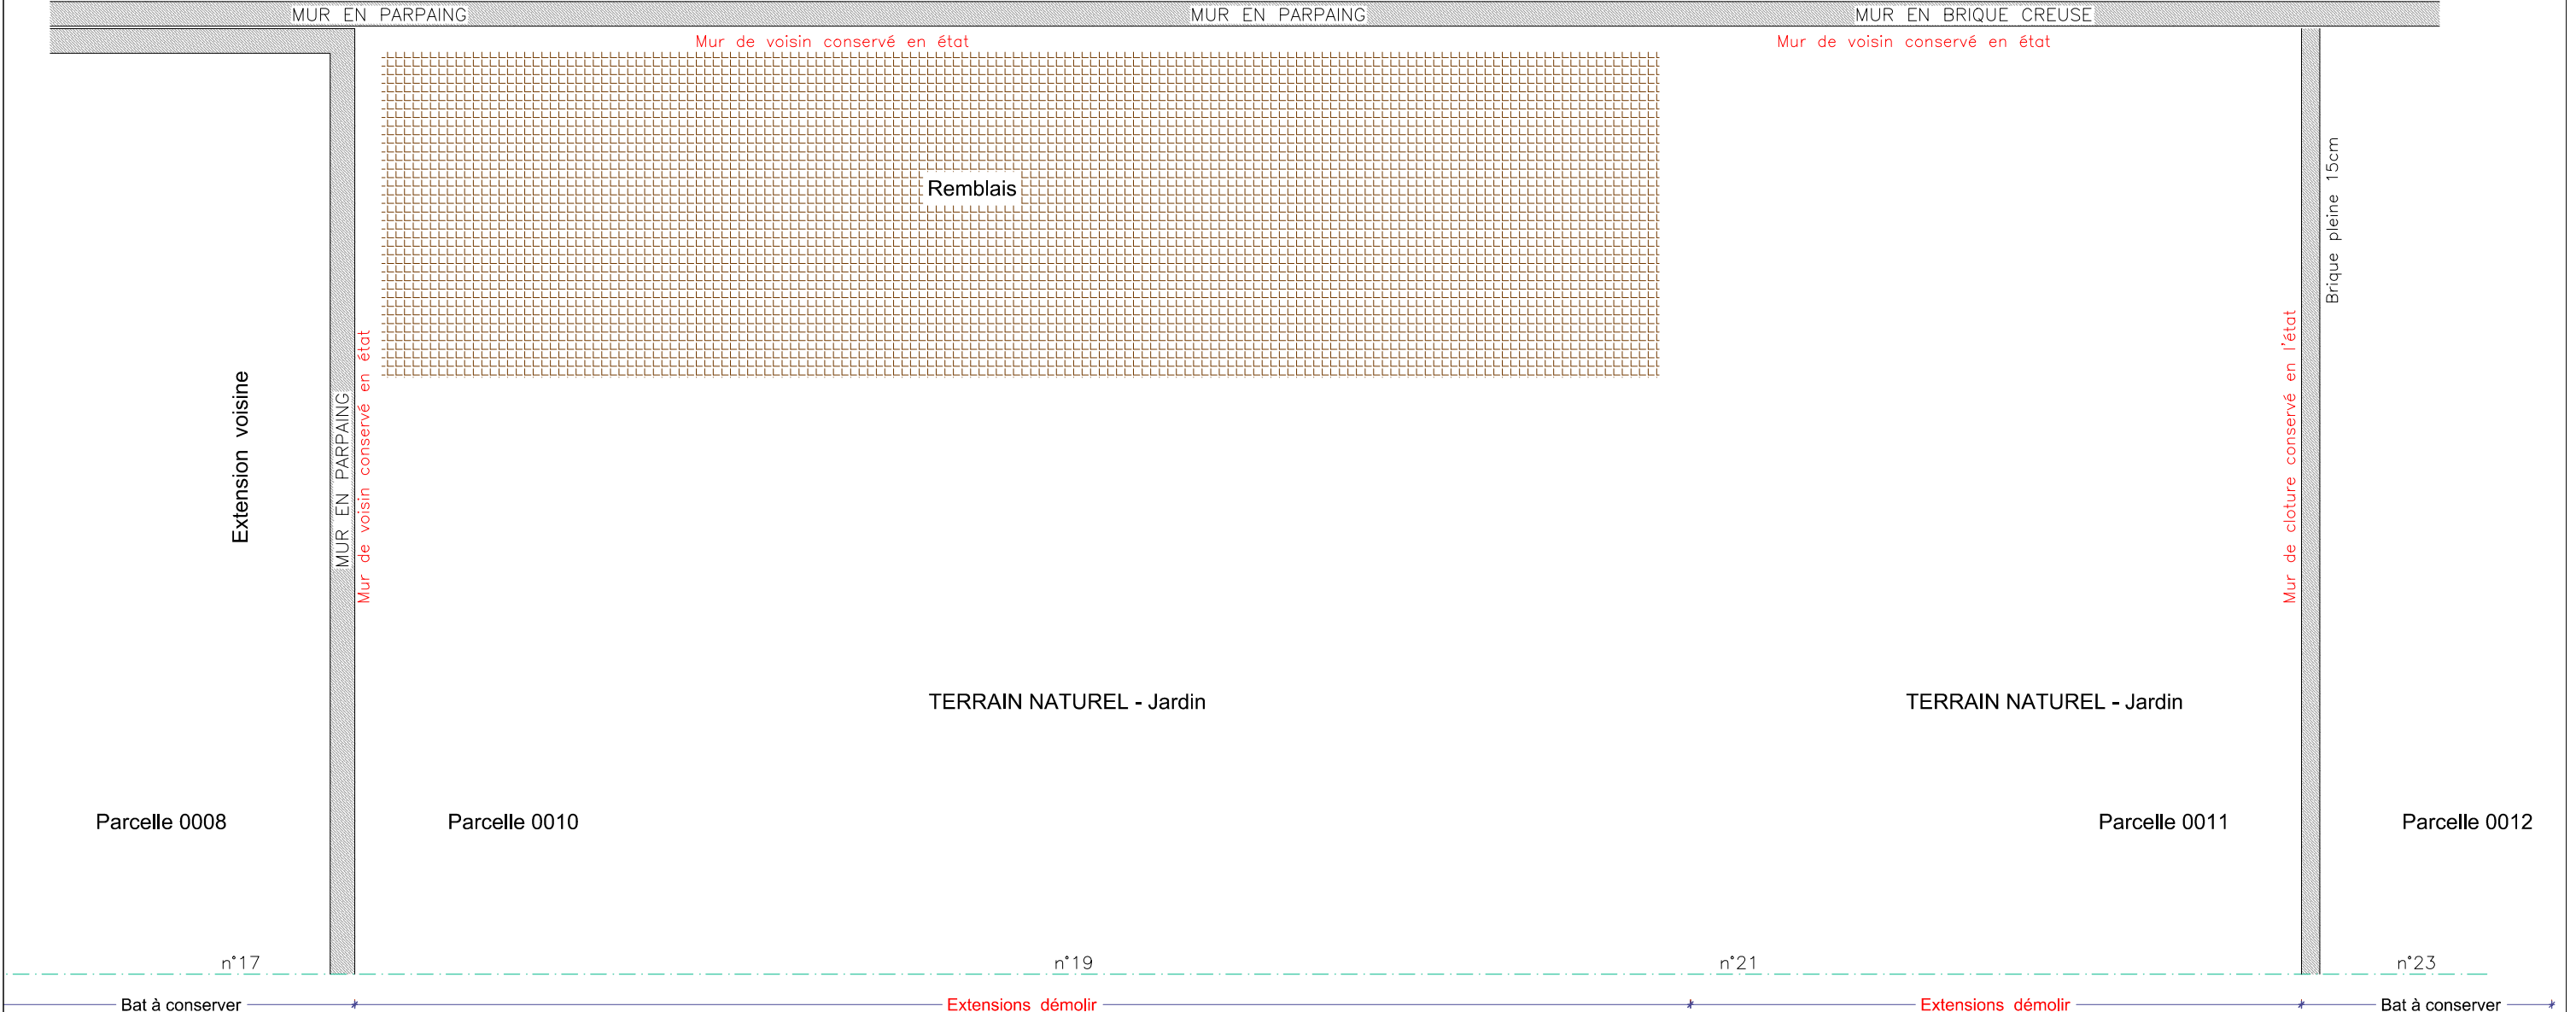 MUR EN PARPAING
MUR EN PARPAING
MUR EN BRIQUE CREUSE
Mur de voisin conservé en état
Mur de voisin conservé en état
Brique pleine 15cm
Remblais
Extension voisine
MUR EN PARPAING
Mur de voisin conservé en état
Mur de cloture conservé en l'état
TERRAIN NATUREL - Jardin
TERRAIN NATUREL - Jardin
Parcelle 0008
Parcelle 0010
Parcelle 0011
Parcelle 0012
n°17
n°19
n°21
n°23
Bat à conserver
Extensions démolir
Extensions démolir
Bat à conserver